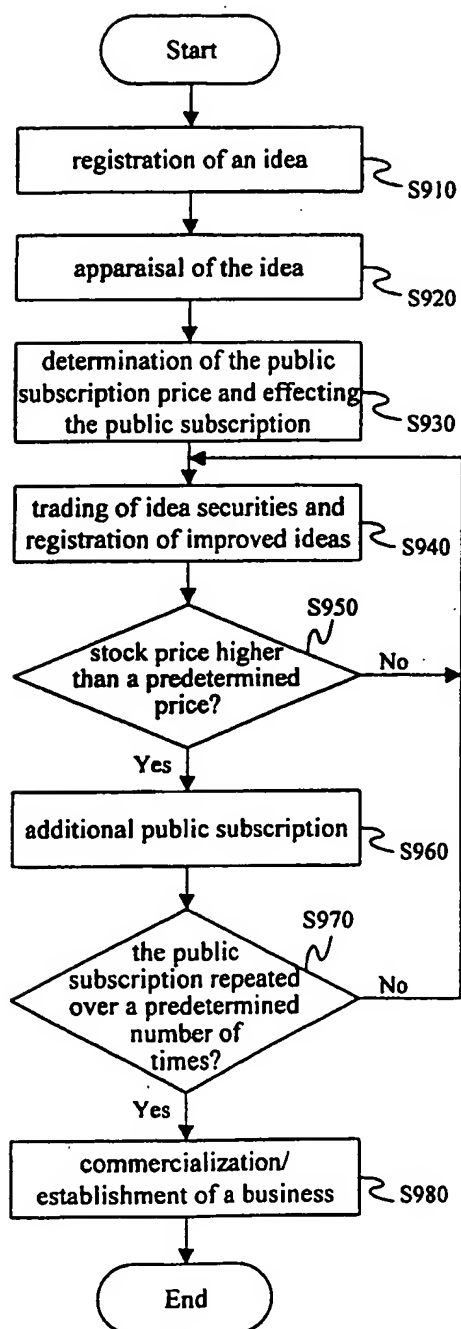 Start
registration of an idea
S910
apparaisal of the idea
S920
determination of the public
subscription price and effecting
the public subscription
S930
trading of idea securities and
registration of improved ideas
S940
S950
stock price higher
than a predetermined
price?
No
Yes
additional public subscription
S960
S970
the public
subscription repeated
over a predetermined
number of
times?
No
Yes
commercialization/
establishment of a business
S980
End